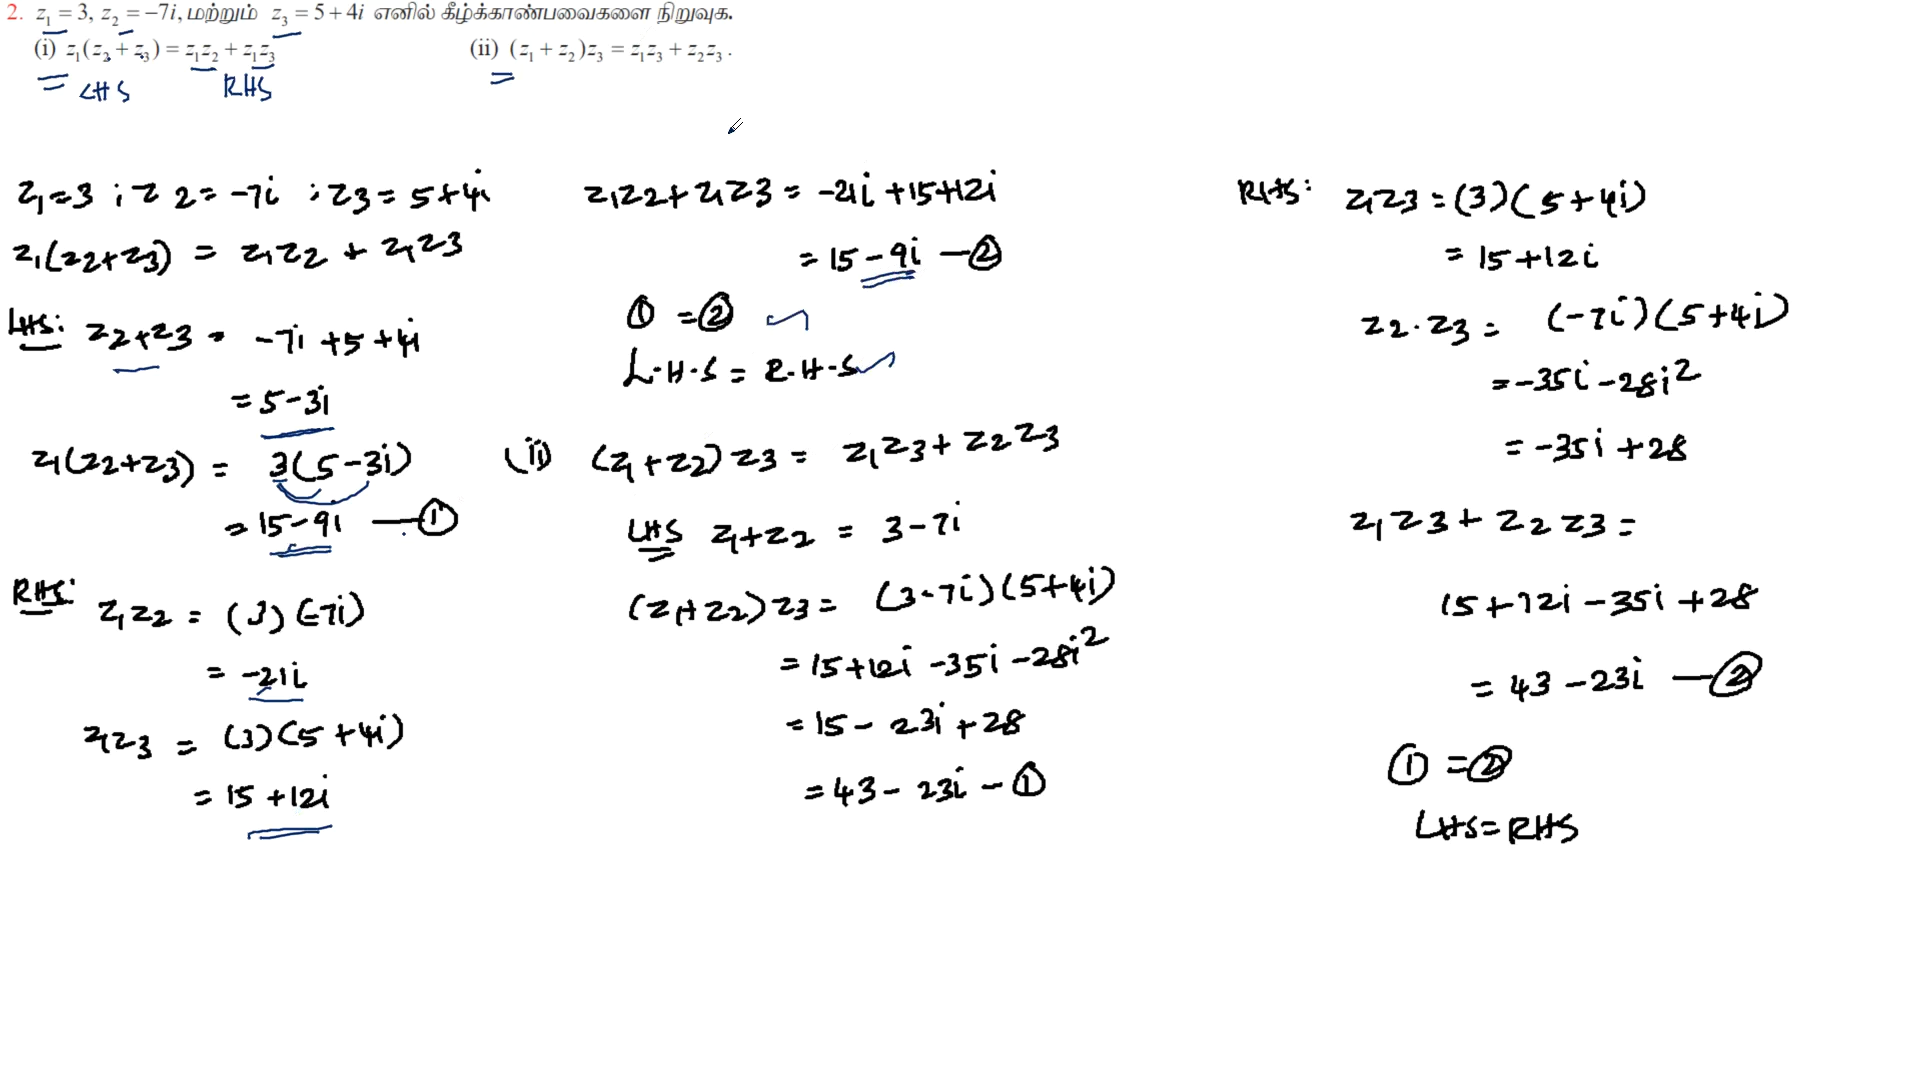 2. z₁ = 3, z₂ = −7i, மற்றும் z₃ = 5 + 4i எனில் கீழ்க்காண்பவைகளை நிறுவுக.
(i) z₁(z₂ + z₃) = z₁z₂ + z₁z₃ (ii) (z₁ + z₂)z₃ = z₁z₃ + z₂z₃ .
LHS RHS
z₁=3 ; z2 = -7i ; z3 = 5+4i
z₁(z2+z3) = z₁z2 + z₁z3
LHS: z2+z3 = -7i +5 +4i
= 5-3i
z₁(z2+z3) = 3(5-3i)
= 15-9i —①
RHS: z₁z2 = (3)(-7i)
= -21i
z₁z3 = (3)(5+4i)
= 15+12i
z₁z2 + z₁z3 = -21i +15+12i
= 15-9i —②
① = ②
L.H.S = R.H.S
(ii) (z₁+z2)z3 = z₁z3 + z2z3
LHS z₁+z2 = 3-7i
(z₁+z2)z3 = (3-7i)(5+4i)
= 15+12i -35i -28i²
= 15 - 23i + 28
= 43 - 23i - ①
RHS: z₁z3 = (3)(5+4i)
= 15+12i
z2.z3 = (-7i)(5+4i)
= -35i -28i²
= -35i +28
z₁z3 + z2z3 =
15+12i -35i +28
= 43 -23i —②
① = ②
LHS=RHS